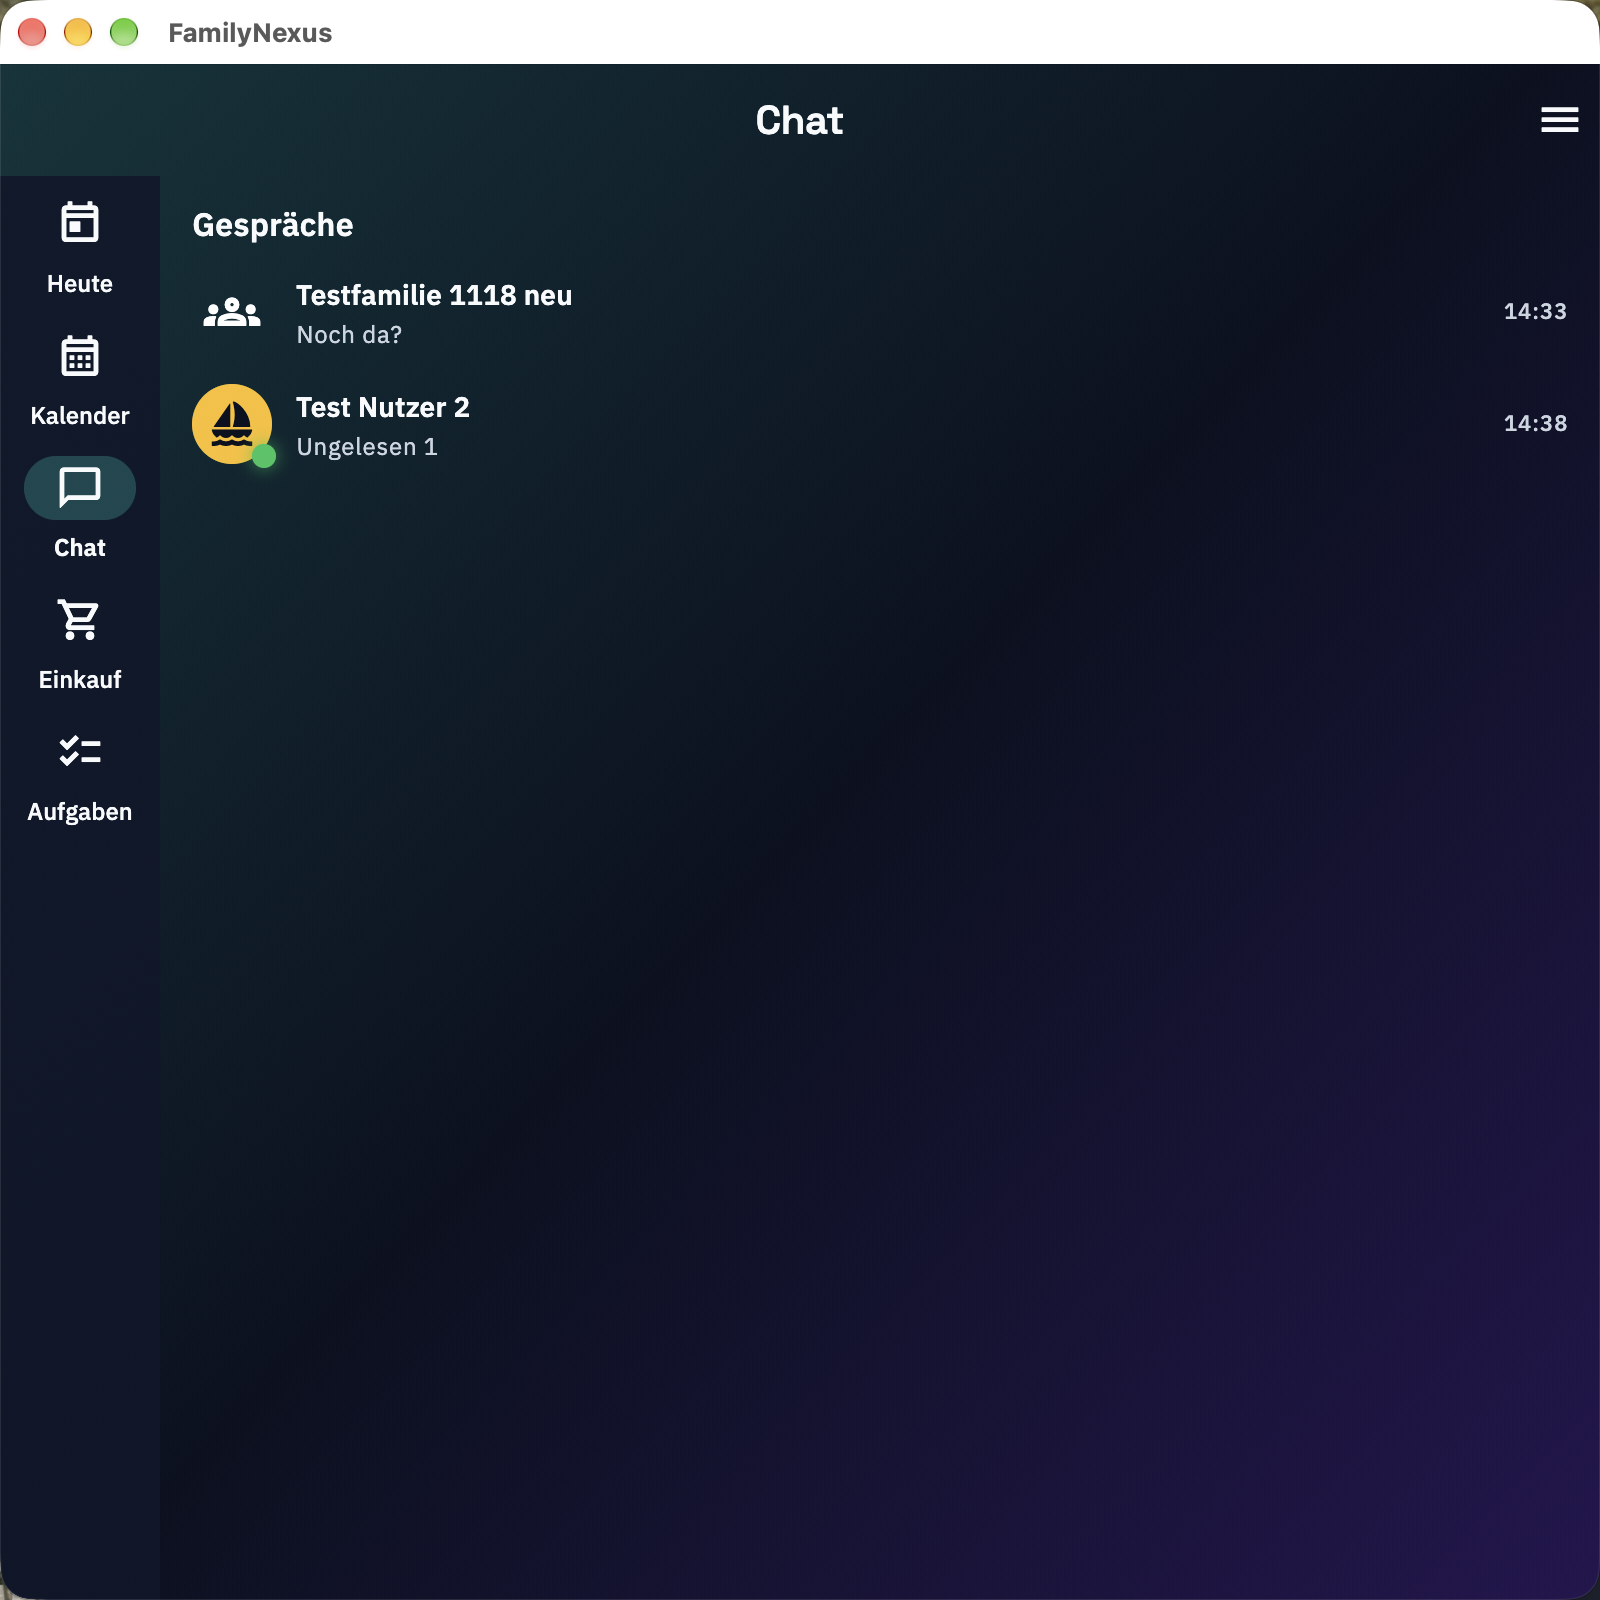 FamilyNexus
Chat
Heute
Kalender
Chat
Einkauf
Aufgaben
Gespräche
Testfamilie 1118 neu
Noch da?
14:33
Test Nutzer 2
Ungelesen 1
14:38